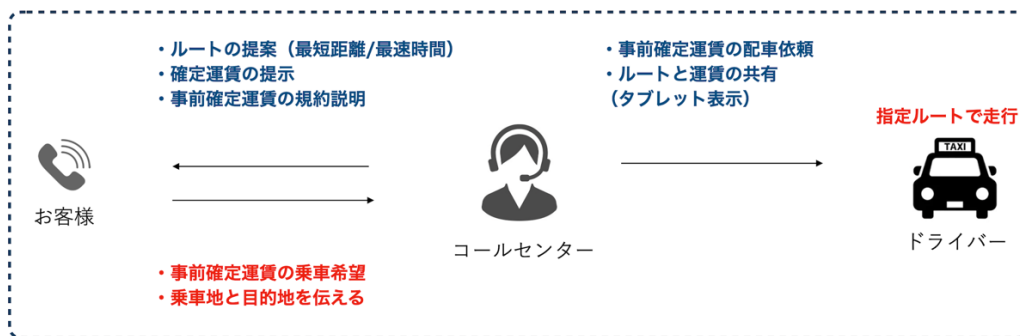 ・ルートの提案（最短距離/最速時間）
・確定運賃の提示
・事前確定運賃の規約説明
・事前確定運賃の配車依頼
・ルートと運賃の共有
（タブレット表示）
指定ルートで走行
TAXI
お客様
コールセンター
ドライバー
・事前確定運賃の乗車希望
・乗車地と目的地を伝える